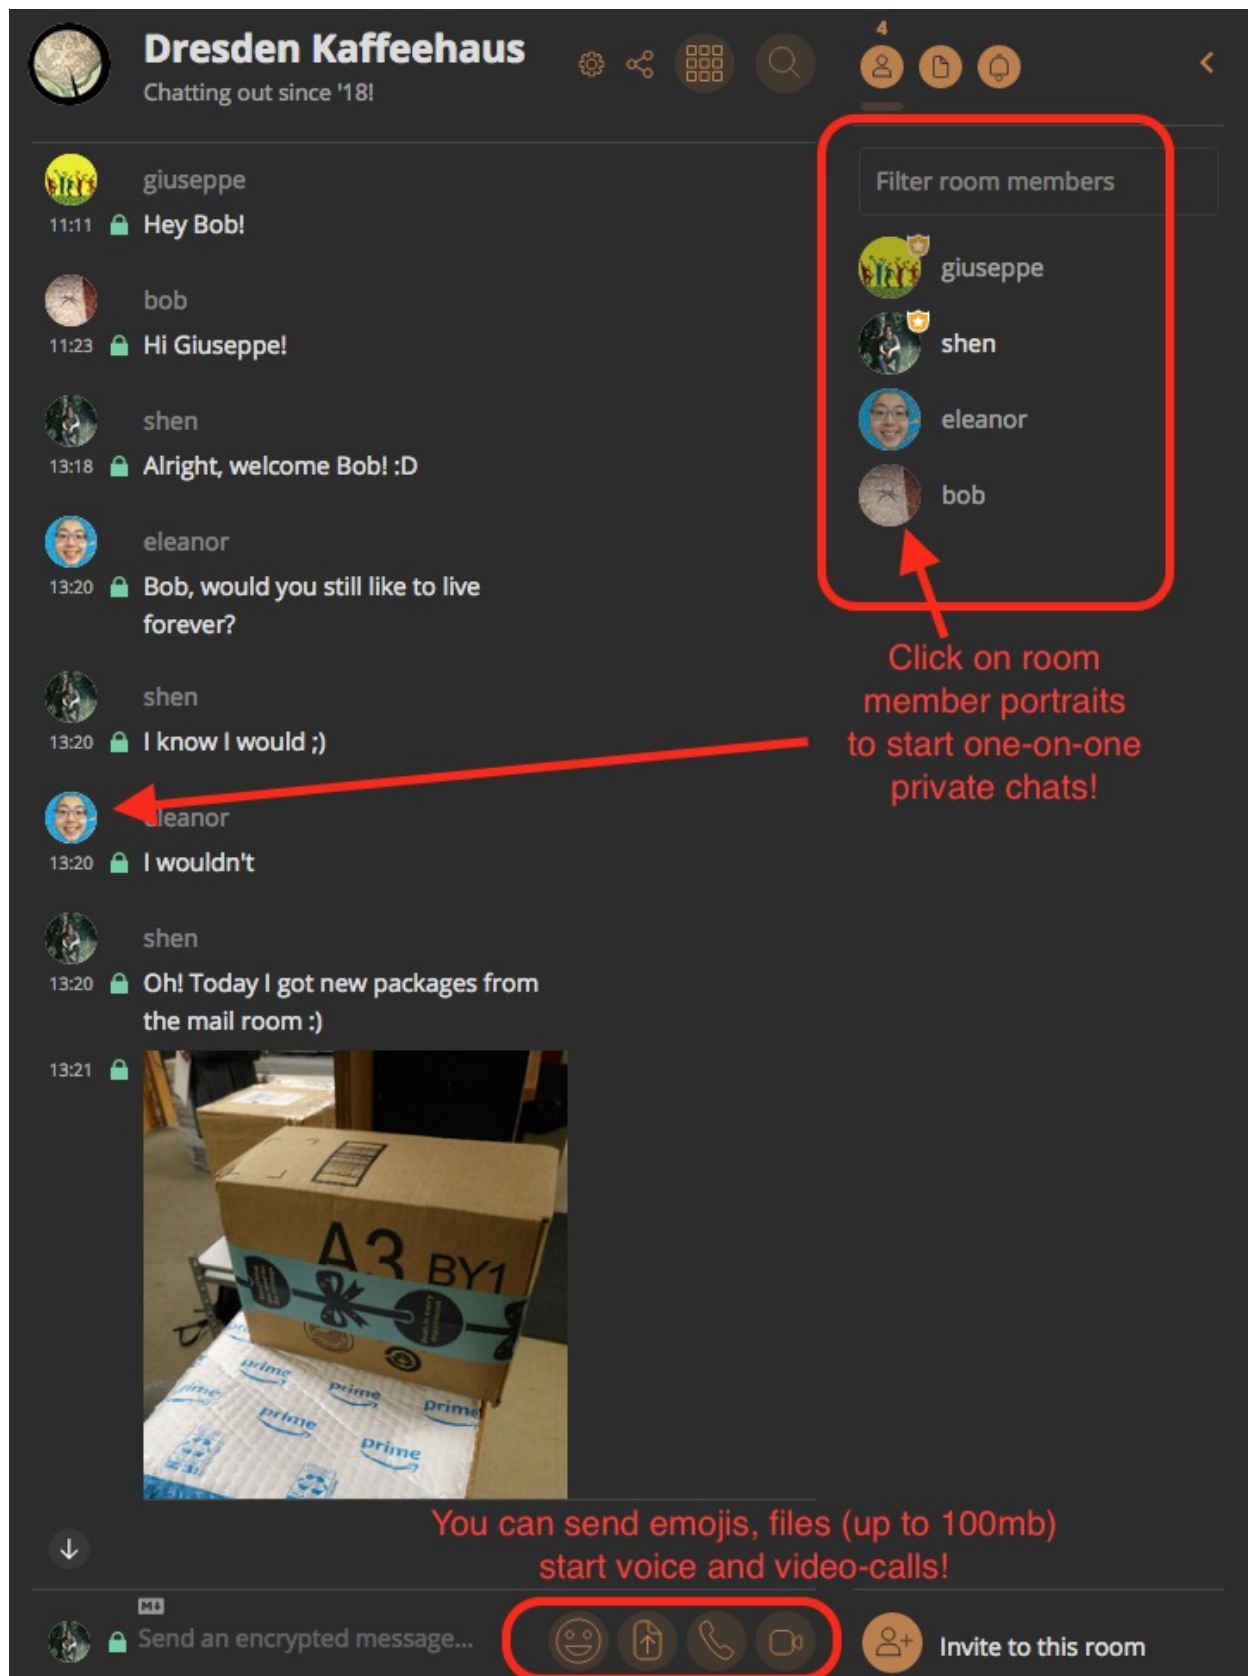 Dresden Kaffeehaus
Chatting out since '18!
4
giuseppe
11:11 Hey Bob!
bob
11:23 Hi Giuseppe!
shen
13:18 Alright, welcome Bob! :D
eleanor
13:20 Bob, would you still like to live
forever?
shen
13:20 I know I would ;)
eleanor
13:20 I wouldn't
shen
13:20 Oh! Today I got new packages from
the mail room :)
13:21
A3 BY1
prime
prime
prime
prime
prime
prime
Filter room members
giuseppe
shen
eleanor
bob
Click on room
member portraits
to start one-on-one
private chats!
You can send emojis, files (up to 100mb)
start voice and video-calls!
M
Send an encrypted message...
Invite to this room